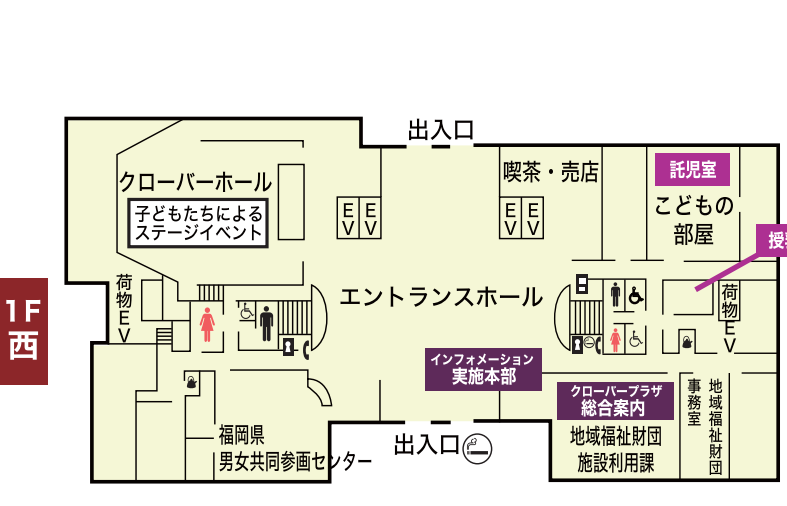 出入口
クローバーホール
子どもたちによる
ステージイベント
EV
EV
EV
EV
喫茶・売店
託児室
こどもの
部屋
授
荷物EV
1F
西
エントランスホール
荷物EV
インフォメーション
実施本部
クローバープラザ
総合案内
事務室
地域福祉財団
福岡県
男女共同参画センター
出入口
地域福祉財団
施設利用課